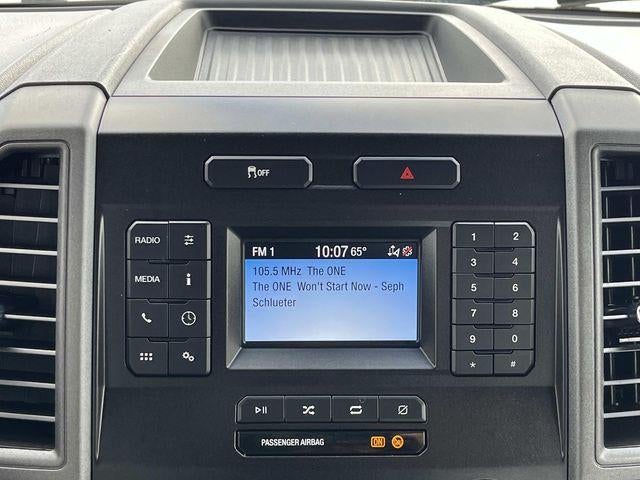 OFF
RADIO
MEDIA
i
FM 1 10:07 65°
105.5 MHz The ONE
The ONE Won't Start Now - Seph
Schlueter
1 2
3 4
5 6
7 8
9 0
* #
PASSENGER AIRBAG ON